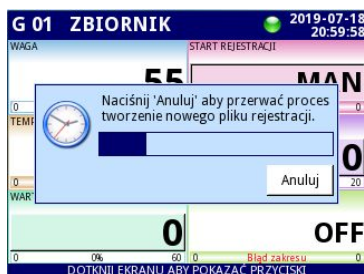 G 01 ZBIORNIK
2019-07-18
20:59:58
WAGA
START REJESTRACJI
55
MAN
0
0
Naciśnij 'Anuluj' aby przerwać proces
tworzenie nowego pliku rejestracji.
TEMP
0
0
20
Anuluj
WAR
0
OFF
0 0% 60
0 Błąd zakresu 0
DOTKNIJ EKRANU ABY POKAZAĆ PRZYCISKI